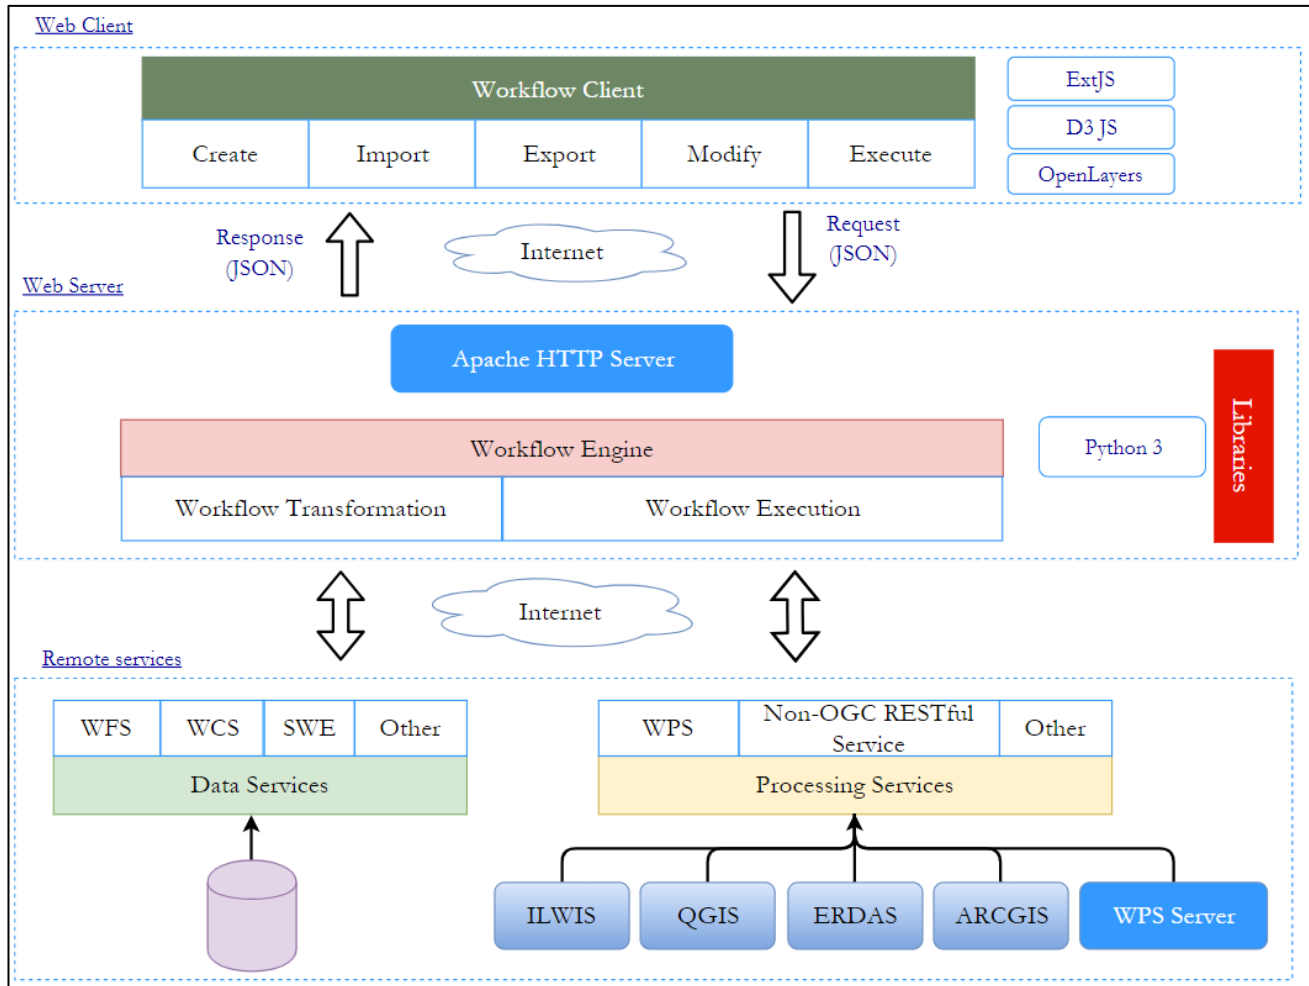 Web Client
Workflow Client
Create
Import
Export
Modify
Execute
ExtJS
D3 JS
OpenLayers
Response
(JSON)
Internet
Request
(JSON)
Web Server
Apache HTTP Server
Workflow Engine
Workflow Transformation
Workflow Execution
Python 3
Libraries
Internet
Remote services
WFS
WCS
SWE
Other
Data Services
WPS
Non-OGC RESTful
Service
Other
Processing Services
ILWIS
QGIS
ERDAS
ARCGIS
WPS Server